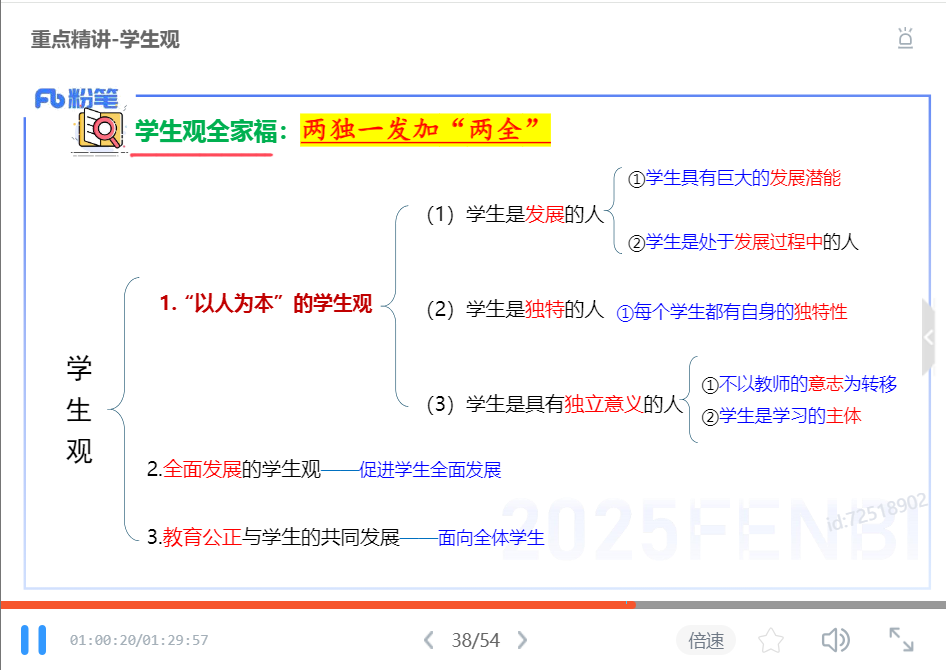 重点精讲-学生观
粉笔
学生观全家福：两独一发加“两全”
学生观
1.“以人为本”的学生观
（1）学生是发展的人
①学生具有巨大的发展潜能
②学生是处于发展过程中的人
（2）学生是独特的人 ①每个学生都有自身的独特性
（3）学生是具有独立意义的人
①不以教师的意志为转移
②学生是学习的主体
2.全面发展的学生观——促进学生全面发展
3.教育公正与学生的共同发展——面向全体学生
2025FENBI
id:72518902
01:00:20/01:29:57
38/54
倍速